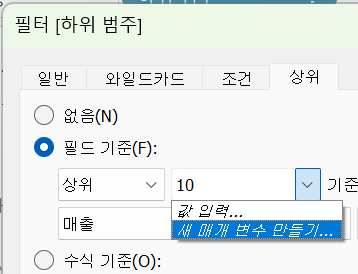 필터 [하위 범주]
일반 와일드카드 조건 상위
없음(N)
필드 기준(F):
상위 10 기준
값 입력...
매출 새 매개 변수 만들기...
수식 기준(O):